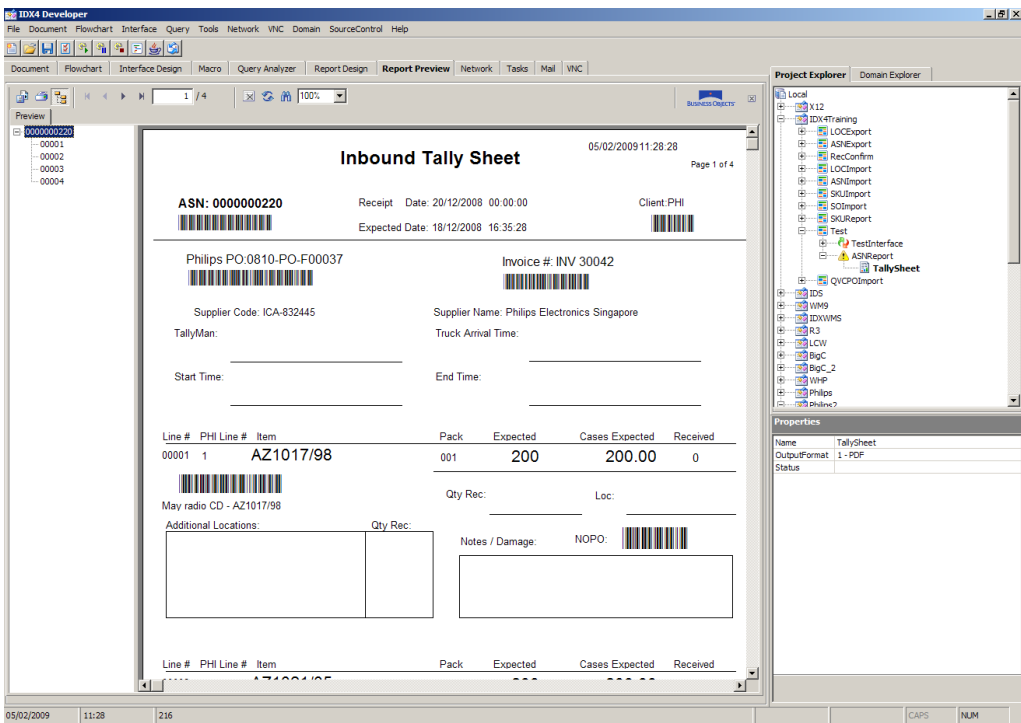 IDX4 Developer
File Document Flowchart Interface Query Tools Network VNC Domain SourceControl Help
Document Flowchart Interface Design Macro Query Analyzer Report Design Report Preview Network Tasks Mail VNC
1 /4 100% BUSINESS OBJECTS
Preview
0000000220
00001
00002
00003
00004
05/02/2009 11:28:28
Inbound Tally Sheet
Page 1 of 4
ASN: 0000000220 Receipt Date: 20/12/2008 00:00:00 Client:PHI
Expected Date: 18/12/2008 16:35:28
Philips PO:0810-PO-F00037 Invoice #: INV 30042
Supplier Code: ICA-832445 Supplier Name: Philips Electronics Singapore
TallyMan: Truck Arrival Time:
Start Time: End Time:
Line # PHI Line # Item Pack Expected Cases Expected Received
00001 1 AZ1017/98 001 200 200.00 0
Qty Rec: Loc:
May radio CD - AZ1017/98
Additional Locations: Qty Rec:
Notes / Damage: NOPO:
Line # PHI Line # Item Pack Expected Cases Expected Received
Project Explorer Domain Explorer
Local
X12
IDX4Training
LOCExport
ASNExport
RecConfirm
LOCImport
ASNImport
SKUImport
SOImport
SKUReport
Test
TestInterface
ASNReport
TallySheet
QVCPOImport
IDS
WM9
IDXWMS
R3
LCW
BigC
BigC_2
WHP
Philips
Philips2
Properties
Name TallySheet
OutputFormat 1 - PDF
Status
05/02/2009 11:28 216 CAPS NUM